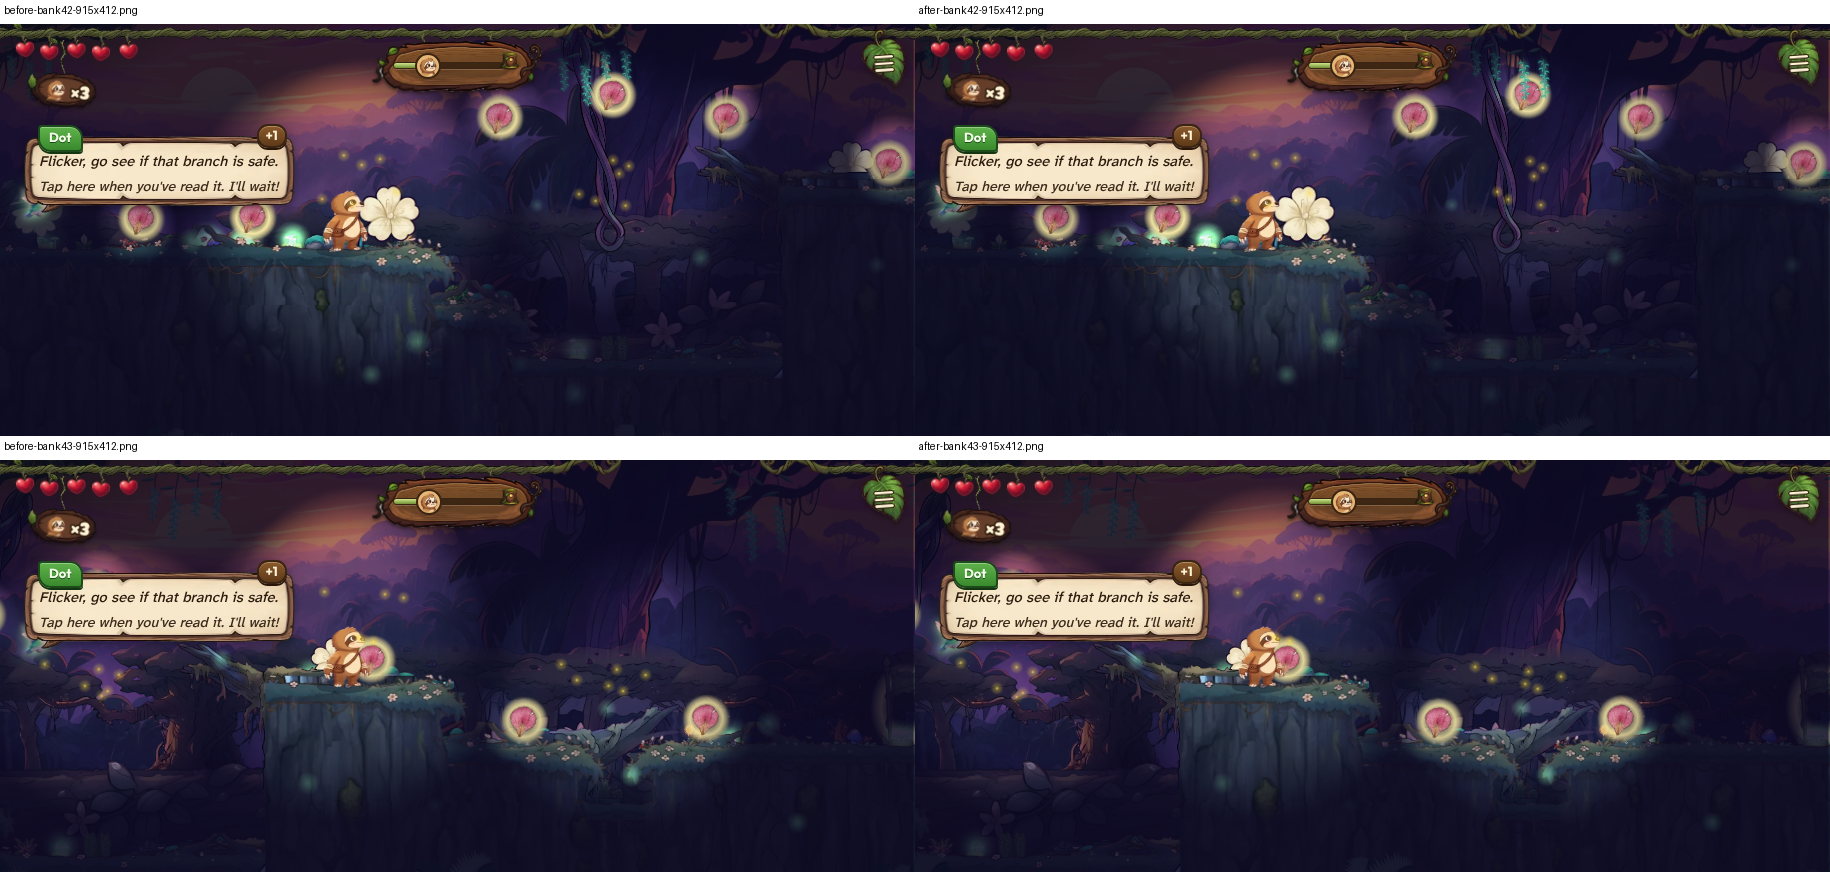 before-bank42-915x412.png
×3
Dot
+1
Flicker, go see if that branch is safe.
Tap here when you've read it. I'll wait!
after-bank42-915x412.png
×3
Dot
+1
Flicker, go see if that branch is safe.
Tap here when you've read it. I'll wait!
before-bank43-915x412.png
×3
Dot
+1
Flicker, go see if that branch is safe.
Tap here when you've read it. I'll wait!
after-bank43-915x412.png
×3
Dot
+1
Flicker, go see if that branch is safe.
Tap here when you've read it. I'll wait!